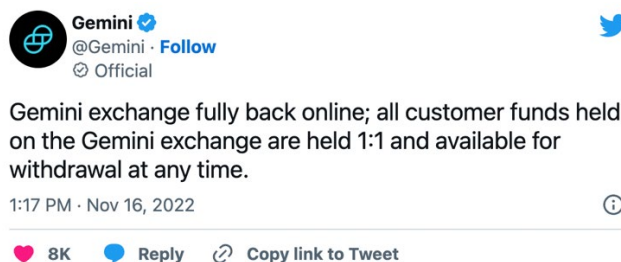 Gemini
@Gemini · Follow
Official
Gemini exchange fully back online; all customer funds held
on the Gemini exchange are held 1:1 and available for
withdrawal at any time.
1:17 PM · Nov 16, 2022
8K Reply Copy link to Tweet